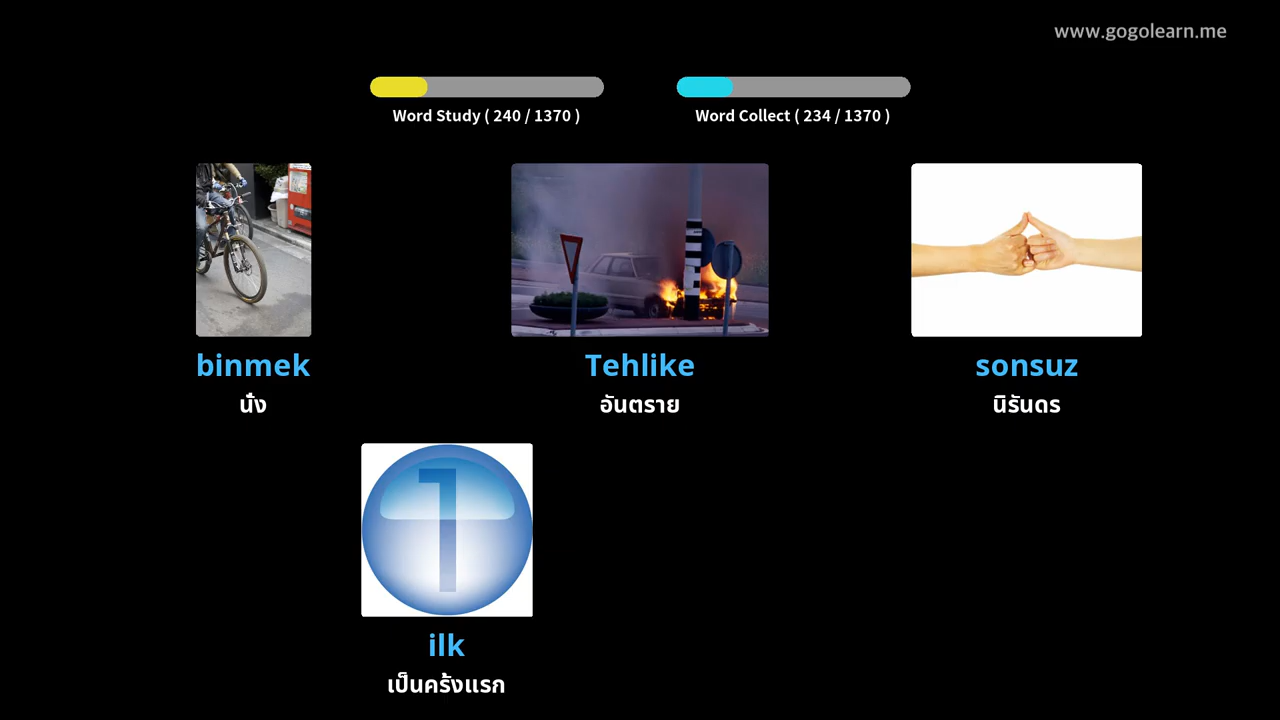 www.gogolearn.me
Word Study ( 240 / 1370 )
Word Collect ( 234 / 1370 )
binmek
นั่ง
Tehlike
อันตราย
sonsuz
นิรันดร
1
ilk
เป็นครั้งแรก